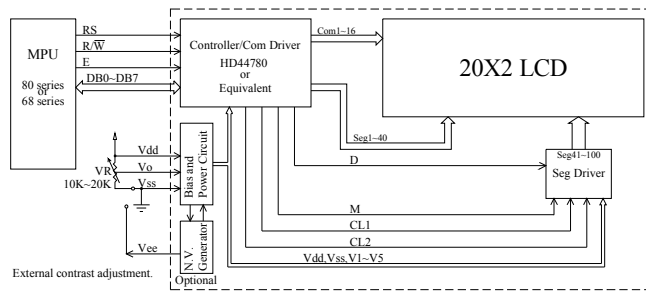 MPU
80 series
or
68 series
RS
R/W
E
DB0~DB7
Controller/Com Driver
HD44780
or
Equivalent
Com1~16
20X2 LCD
Seg1~40
Seg41~100
Seg Driver
D
M
CL1
CL2
Vdd,Vss,V1~V5
Vdd
Vo
Vss
VR
10K~20K
Bias and
Power Circuit
Vee
N.V.
Generator
Optional
External contrast adjustment.